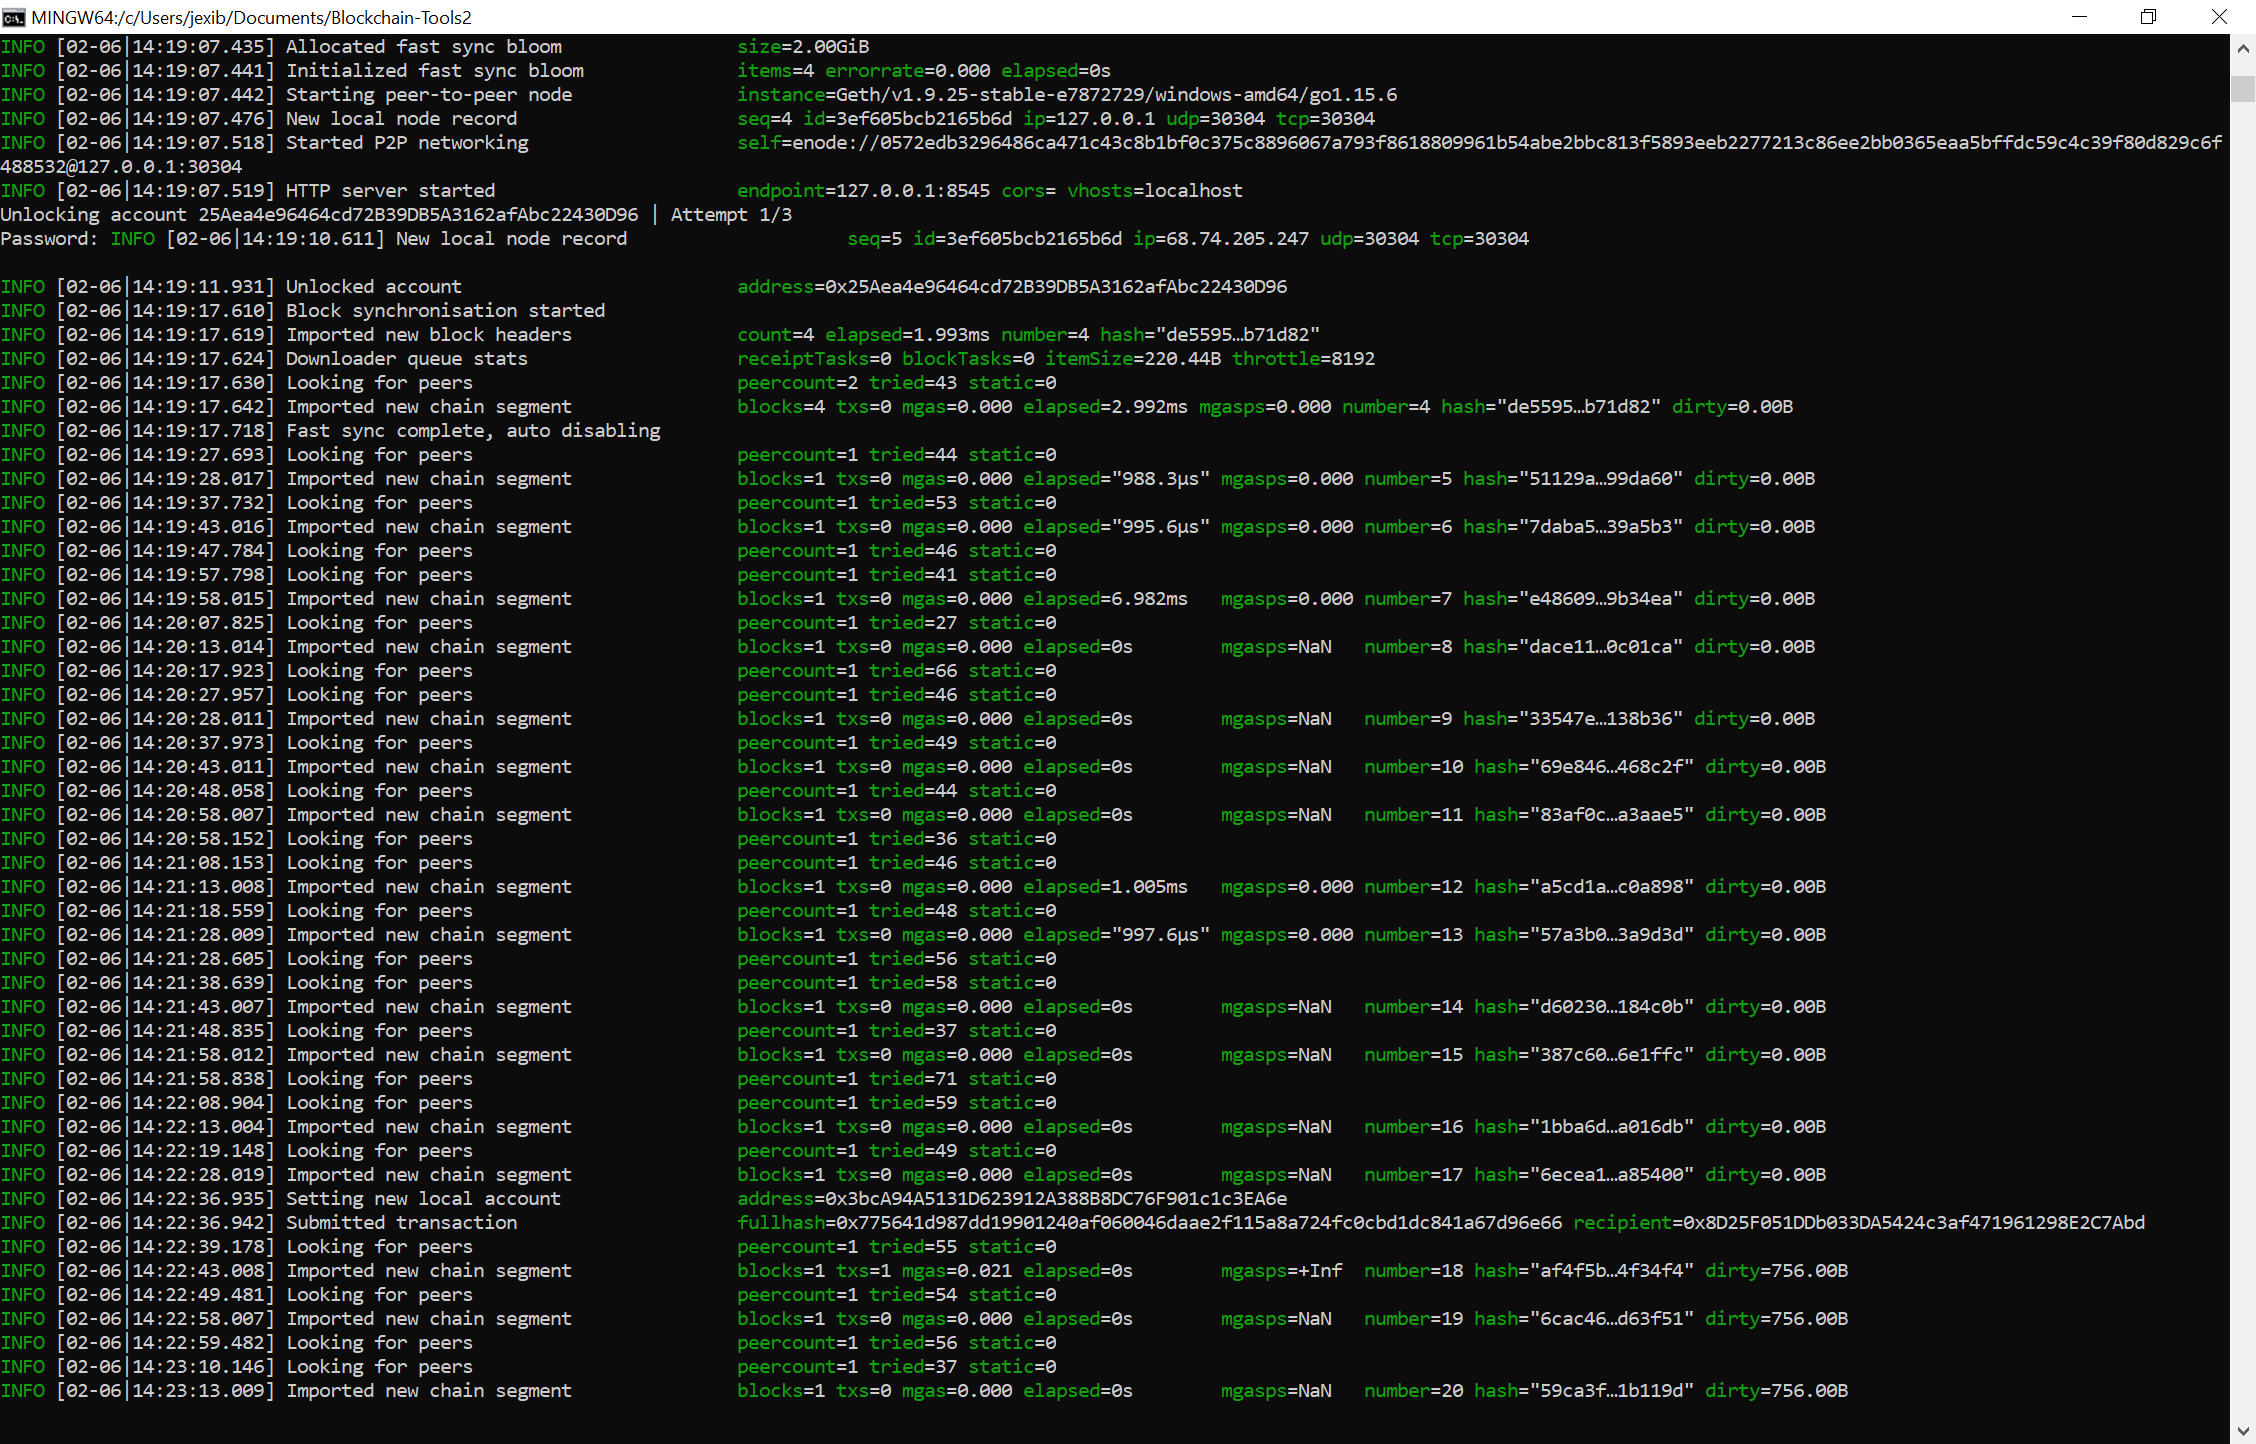 MINGW64:/c/Users/jexib/Documents/Blockchain-Tools2
INFO [02-06|14:19:07.435] Allocated fast sync bloom size=2.00GiB
INFO [02-06|14:19:07.441] Initialized fast sync bloom items=4 errorrate=0.000 elapsed=0s
INFO [02-06|14:19:07.442] Starting peer-to-peer node instance=Geth/v1.9.25-stable-e7872729/windows-amd64/go1.15.6
INFO [02-06|14:19:07.476] New local node record seq=4 id=3ef605bcb2165b6d ip=127.0.0.1 udp=30304 tcp=30304
INFO [02-06|14:19:07.518] Started P2P networking self=enode://0572edb3296486ca471c43c8b1bf0c375c8896067a793f8618809961b54abe2bbc813f5893eeb2277213c86ee2bb0365eaa5bffdc59c4c39f80d829c6f
488532@127.0.0.1:30304
INFO [02-06|14:19:07.519] HTTP server started endpoint=127.0.0.1:8545 cors= vhosts=localhost
Unlocking account 25Aea4e96464cd72B39DB5A3162afAbc22430D96 | Attempt 1/3
Password: INFO [02-06|14:19:10.611] New local node record seq=5 id=3ef605bcb2165b6d ip=68.74.205.247 udp=30304 tcp=30304
INFO [02-06|14:19:11.931] Unlocked account address=0x25Aea4e96464cd72B39DB5A3162afAbc22430D96
INFO [02-06|14:19:17.610] Block synchronisation started
INFO [02-06|14:19:17.619] Imported new block headers count=4 elapsed=1.993ms number=4 hash="de5595…b71d82"
INFO [02-06|14:19:17.624] Downloader queue stats receiptTasks=0 blockTasks=0 itemSize=220.44B throttle=8192
INFO [02-06|14:19:17.630] Looking for peers peercount=2 tried=43 static=0
INFO [02-06|14:19:17.642] Imported new chain segment blocks=4 txs=0 mgas=0.000 elapsed=2.992ms mgasps=0.000 number=4 hash="de5595…b71d82" dirty=0.00B
INFO [02-06|14:19:17.718] Fast sync complete, auto disabling
INFO [02-06|14:19:27.693] Looking for peers peercount=1 tried=44 static=0
INFO [02-06|14:19:28.017] Imported new chain segment blocks=1 txs=0 mgas=0.000 elapsed="988.3µs" mgasps=0.000 number=5 hash="51129a…99da60" dirty=0.00B
INFO [02-06|14:19:37.732] Looking for peers peercount=1 tried=53 static=0
INFO [02-06|14:19:43.016] Imported new chain segment blocks=1 txs=0 mgas=0.000 elapsed="995.6µs" mgasps=0.000 number=6 hash="7daba5…39a5b3" dirty=0.00B
INFO [02-06|14:19:47.784] Looking for peers peercount=1 tried=46 static=0
INFO [02-06|14:19:57.798] Looking for peers peercount=1 tried=41 static=0
INFO [02-06|14:19:58.015] Imported new chain segment blocks=1 txs=0 mgas=0.000 elapsed=6.982ms mgasps=0.000 number=7 hash="e48609…9b34ea" dirty=0.00B
INFO [02-06|14:20:07.825] Looking for peers peercount=1 tried=27 static=0
INFO [02-06|14:20:13.014] Imported new chain segment blocks=1 txs=0 mgas=0.000 elapsed=0s mgasps=NaN number=8 hash="dace11…0c01ca" dirty=0.00B
INFO [02-06|14:20:17.923] Looking for peers peercount=1 tried=66 static=0
INFO [02-06|14:20:27.957] Looking for peers peercount=1 tried=46 static=0
INFO [02-06|14:20:28.011] Imported new chain segment blocks=1 txs=0 mgas=0.000 elapsed=0s mgasps=NaN number=9 hash="33547e…138b36" dirty=0.00B
INFO [02-06|14:20:37.973] Looking for peers peercount=1 tried=49 static=0
INFO [02-06|14:20:43.011] Imported new chain segment blocks=1 txs=0 mgas=0.000 elapsed=0s mgasps=NaN number=10 hash="69e846…468c2f" dirty=0.00B
INFO [02-06|14:20:48.058] Looking for peers peercount=1 tried=44 static=0
INFO [02-06|14:20:58.007] Imported new chain segment blocks=1 txs=0 mgas=0.000 elapsed=0s mgasps=NaN number=11 hash="83af0c…a3aae5" dirty=0.00B
INFO [02-06|14:20:58.152] Looking for peers peercount=1 tried=36 static=0
INFO [02-06|14:21:08.153] Looking for peers peercount=1 tried=46 static=0
INFO [02-06|14:21:13.008] Imported new chain segment blocks=1 txs=0 mgas=0.000 elapsed=1.005ms mgasps=0.000 number=12 hash="a5cd1a…c0a898" dirty=0.00B
INFO [02-06|14:21:18.559] Looking for peers peercount=1 tried=48 static=0
INFO [02-06|14:21:28.009] Imported new chain segment blocks=1 txs=0 mgas=0.000 elapsed="997.6µs" mgasps=0.000 number=13 hash="57a3b0…3a9d3d" dirty=0.00B
INFO [02-06|14:21:28.605] Looking for peers peercount=1 tried=56 static=0
INFO [02-06|14:21:38.639] Looking for peers peercount=1 tried=58 static=0
INFO [02-06|14:21:43.007] Imported new chain segment blocks=1 txs=0 mgas=0.000 elapsed=0s mgasps=NaN number=14 hash="d60230…184c0b" dirty=0.00B
INFO [02-06|14:21:48.835] Looking for peers peercount=1 tried=37 static=0
INFO [02-06|14:21:58.012] Imported new chain segment blocks=1 txs=0 mgas=0.000 elapsed=0s mgasps=NaN number=15 hash="387c60…6e1ffc" dirty=0.00B
INFO [02-06|14:21:58.838] Looking for peers peercount=1 tried=71 static=0
INFO [02-06|14:22:08.904] Looking for peers peercount=1 tried=59 static=0
INFO [02-06|14:22:13.004] Imported new chain segment blocks=1 txs=0 mgas=0.000 elapsed=0s mgasps=NaN number=16 hash="1bba6d…a016db" dirty=0.00B
INFO [02-06|14:22:19.148] Looking for peers peercount=1 tried=49 static=0
INFO [02-06|14:22:28.019] Imported new chain segment blocks=1 txs=0 mgas=0.000 elapsed=0s mgasps=NaN number=17 hash="6ecea1…a85400" dirty=0.00B
INFO [02-06|14:22:36.935] Setting new local account address=0x3bcA94A5131D623912A388B8DC76F901c1c3EA6e
INFO [02-06|14:22:36.942] Submitted transaction fullhash=0x775641d987dd19901240af060046daae2f115a8a724fc0cbd1dc841a67d96e66 recipient=0x8D25F051DDb033DA5424c3af471961298E2C7Abd
INFO [02-06|14:22:39.178] Looking for peers peercount=1 tried=55 static=0
INFO [02-06|14:22:43.008] Imported new chain segment blocks=1 txs=1 mgas=0.021 elapsed=0s mgasps=+Inf number=18 hash="af4f5b…4f34f4" dirty=756.00B
INFO [02-06|14:22:49.481] Looking for peers peercount=1 tried=54 static=0
INFO [02-06|14:22:58.007] Imported new chain segment blocks=1 txs=0 mgas=0.000 elapsed=0s mgasps=NaN number=19 hash="6cac46…d63f51" dirty=756.00B
INFO [02-06|14:22:59.482] Looking for peers peercount=1 tried=56 static=0
INFO [02-06|14:23:10.146] Looking for peers peercount=1 tried=37 static=0
INFO [02-06|14:23:13.009] Imported new chain segment blocks=1 txs=0 mgas=0.000 elapsed=0s mgasps=NaN number=20 hash="59ca3f…1b119d" dirty=756.00B